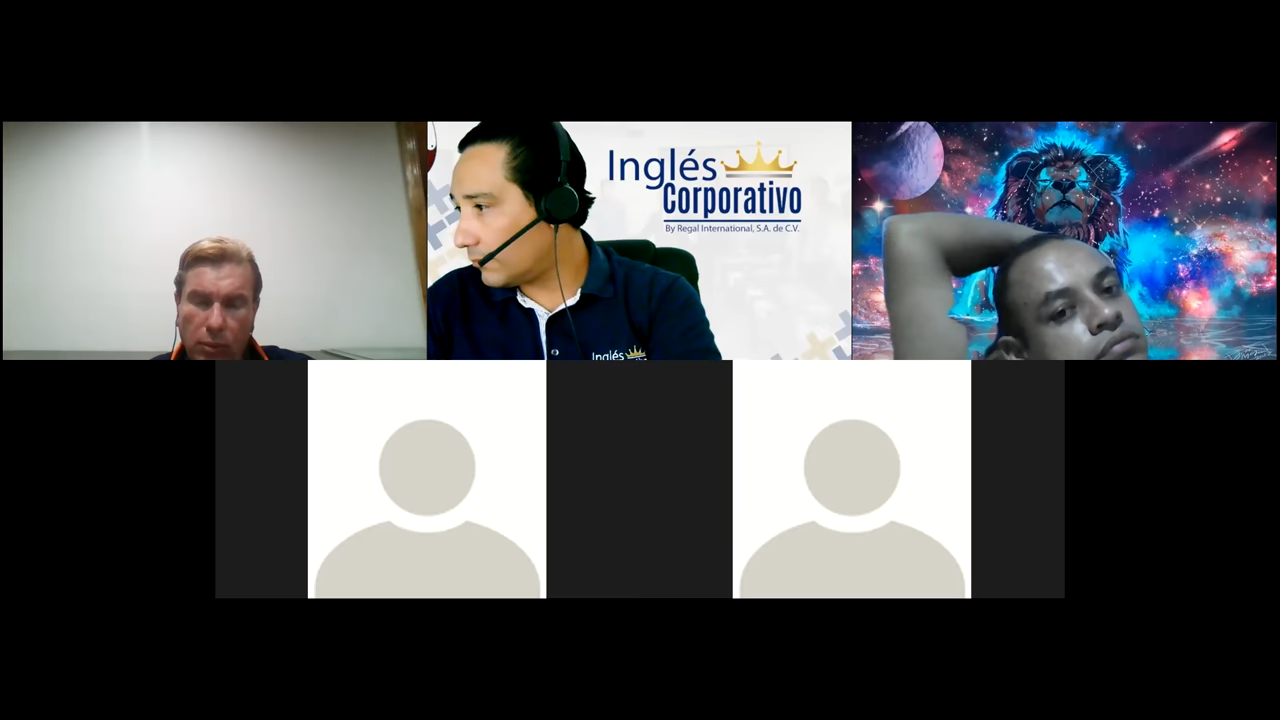 Inglés
Corporativo
By Regal International, S.A. de C.V.
Inglés